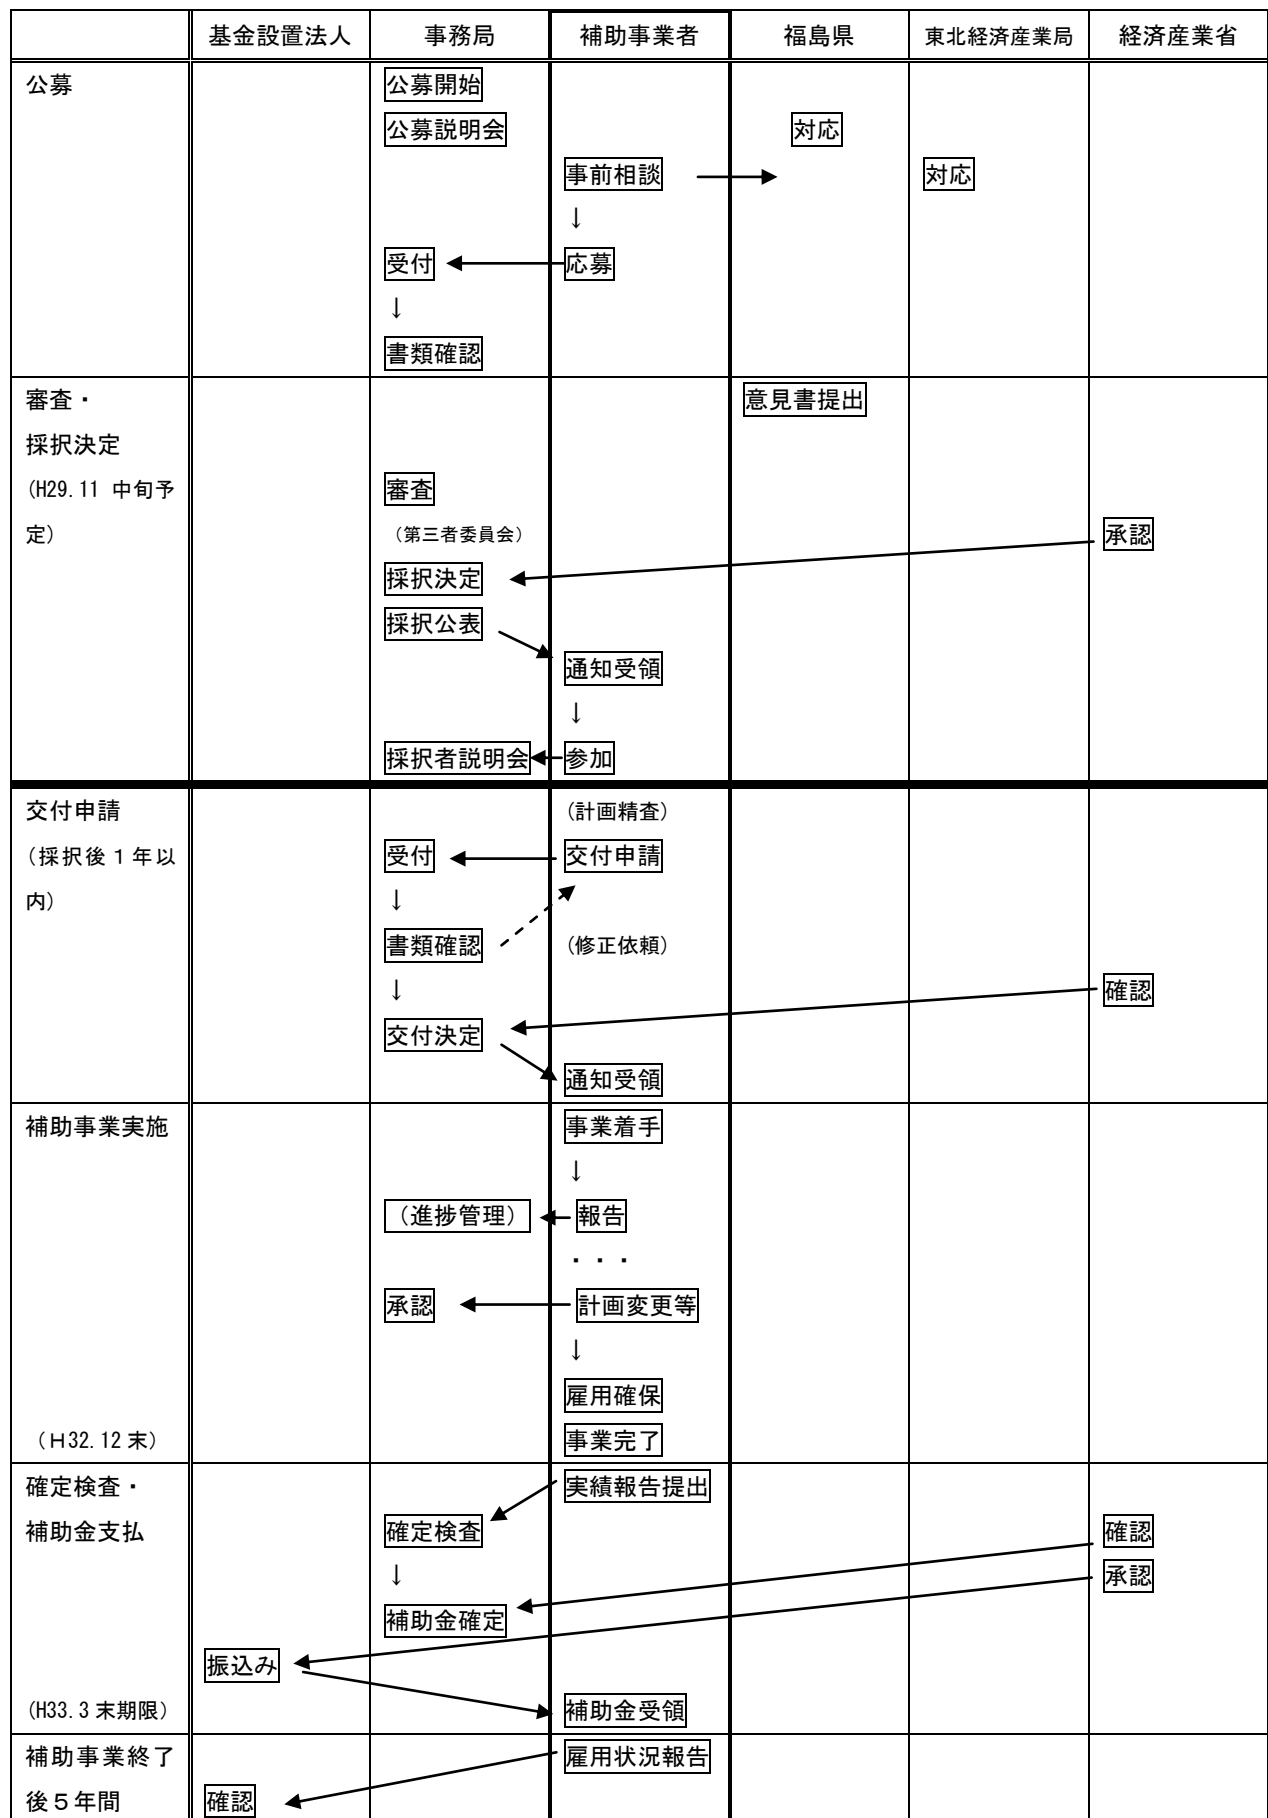 基金設置法人 事務局 補助事業者 福島県 東北経済産業局 経済産業省
公募 公募開始
公募説明会 対応
事前相談 対応
↓
受付 応募
↓
書類確認
審査・ 意見書提出
採択決定
(H29.11 中旬予 審査
定) (第三者委員会) 承認
採択決定
採択公表
通知受領
↓
採択者説明会 参加
交付申請 (計画精査)
(採択後1年以 受付 交付申請
内) ↓
書類確認 (修正依頼)
↓ 確認
交付決定
通知受領
補助事業実施 事業着手
↓
(進捗管理) 報告
・・・
承認 計画変更等
↓
雇用確保
(H32.12 末) 事業完了
確定検査・ 実績報告提出
補助金支払 確定検査 確認
↓ 承認
補助金確定
振込み
(H33.3 末期限) 補助金受領
補助事業終了 雇用状況報告
後5年間 確認